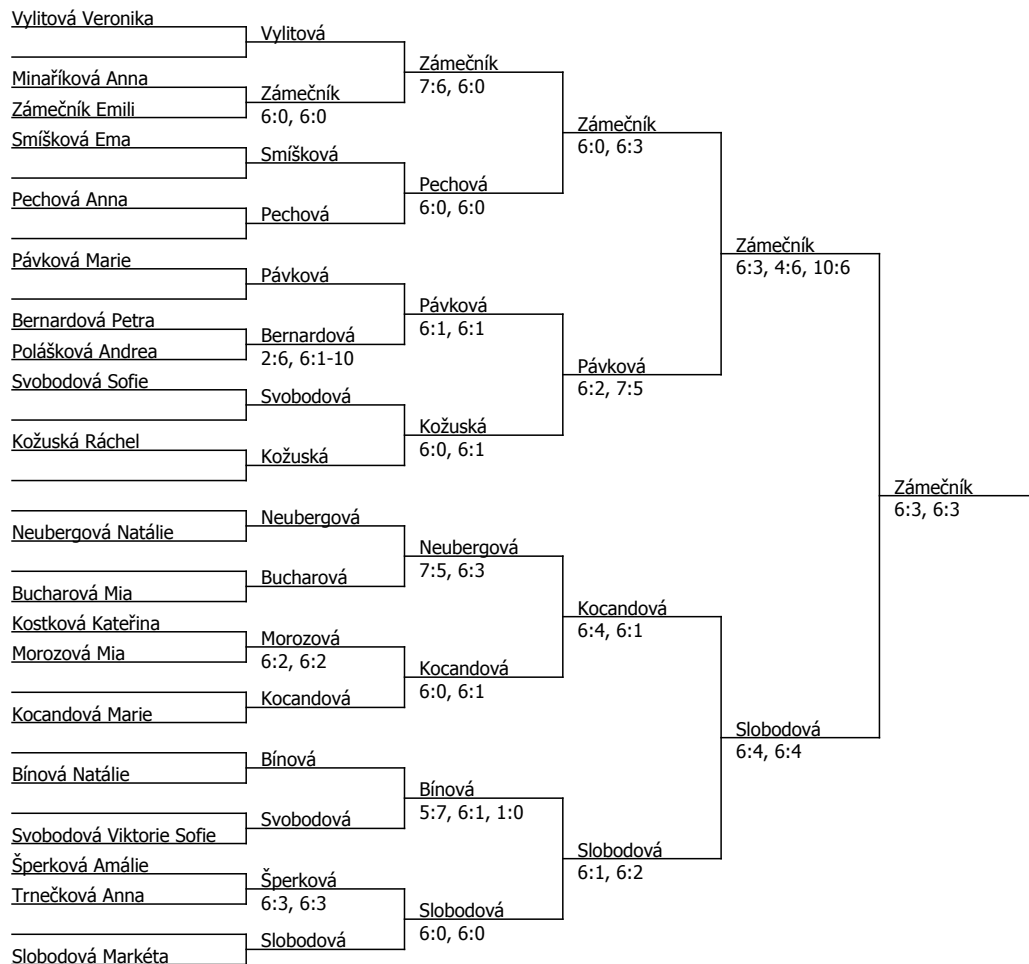 Vylitová Veronika
Vylitová
Zámečník
7:6, 6:0
Minaříková Anna
Zámečník
6:0, 6:0
Zámečník Emili
Zámečník
6:0, 6:3
Smíšková Ema
Smíšková
Pechová
6:0, 6:0
Pechová Anna
Pechová
Zámečník
6:3, 4:6, 10:6
Pávková Marie
Pávková
Pávková
6:1, 6:1
Bernardová Petra
Bernardová
2:6, 6:1-10
Polášková Andrea
Pávková
6:2, 7:5
Svobodová Sofie
Svobodová
Kožuská
6:0, 6:1
Kožuská Ráchel
Kožuská
Zámečník
6:3, 6:3
Neubergová
Neubergová Natálie
Neubergová
7:5, 6:3
Bucharová
Bucharová Mia
Kocandová
6:4, 6:1
Kostková Kateřina
Morozová
6:2, 6:2
Morozová Mia
Kocandová
6:0, 6:1
Kocandová
Kocandová Marie
Slobodová
6:4, 6:4
Bínová
Bínová Natálie
Bínová
5:7, 6:1, 1:0
Svobodová
Svobodová Viktorie Sofie
Slobodová
6:1, 6:2
Šperková Amálie
Šperková
6:3, 6:3
Trnečková Anna
Slobodová
6:0, 6:0
Slobodová
Slobodová Markéta